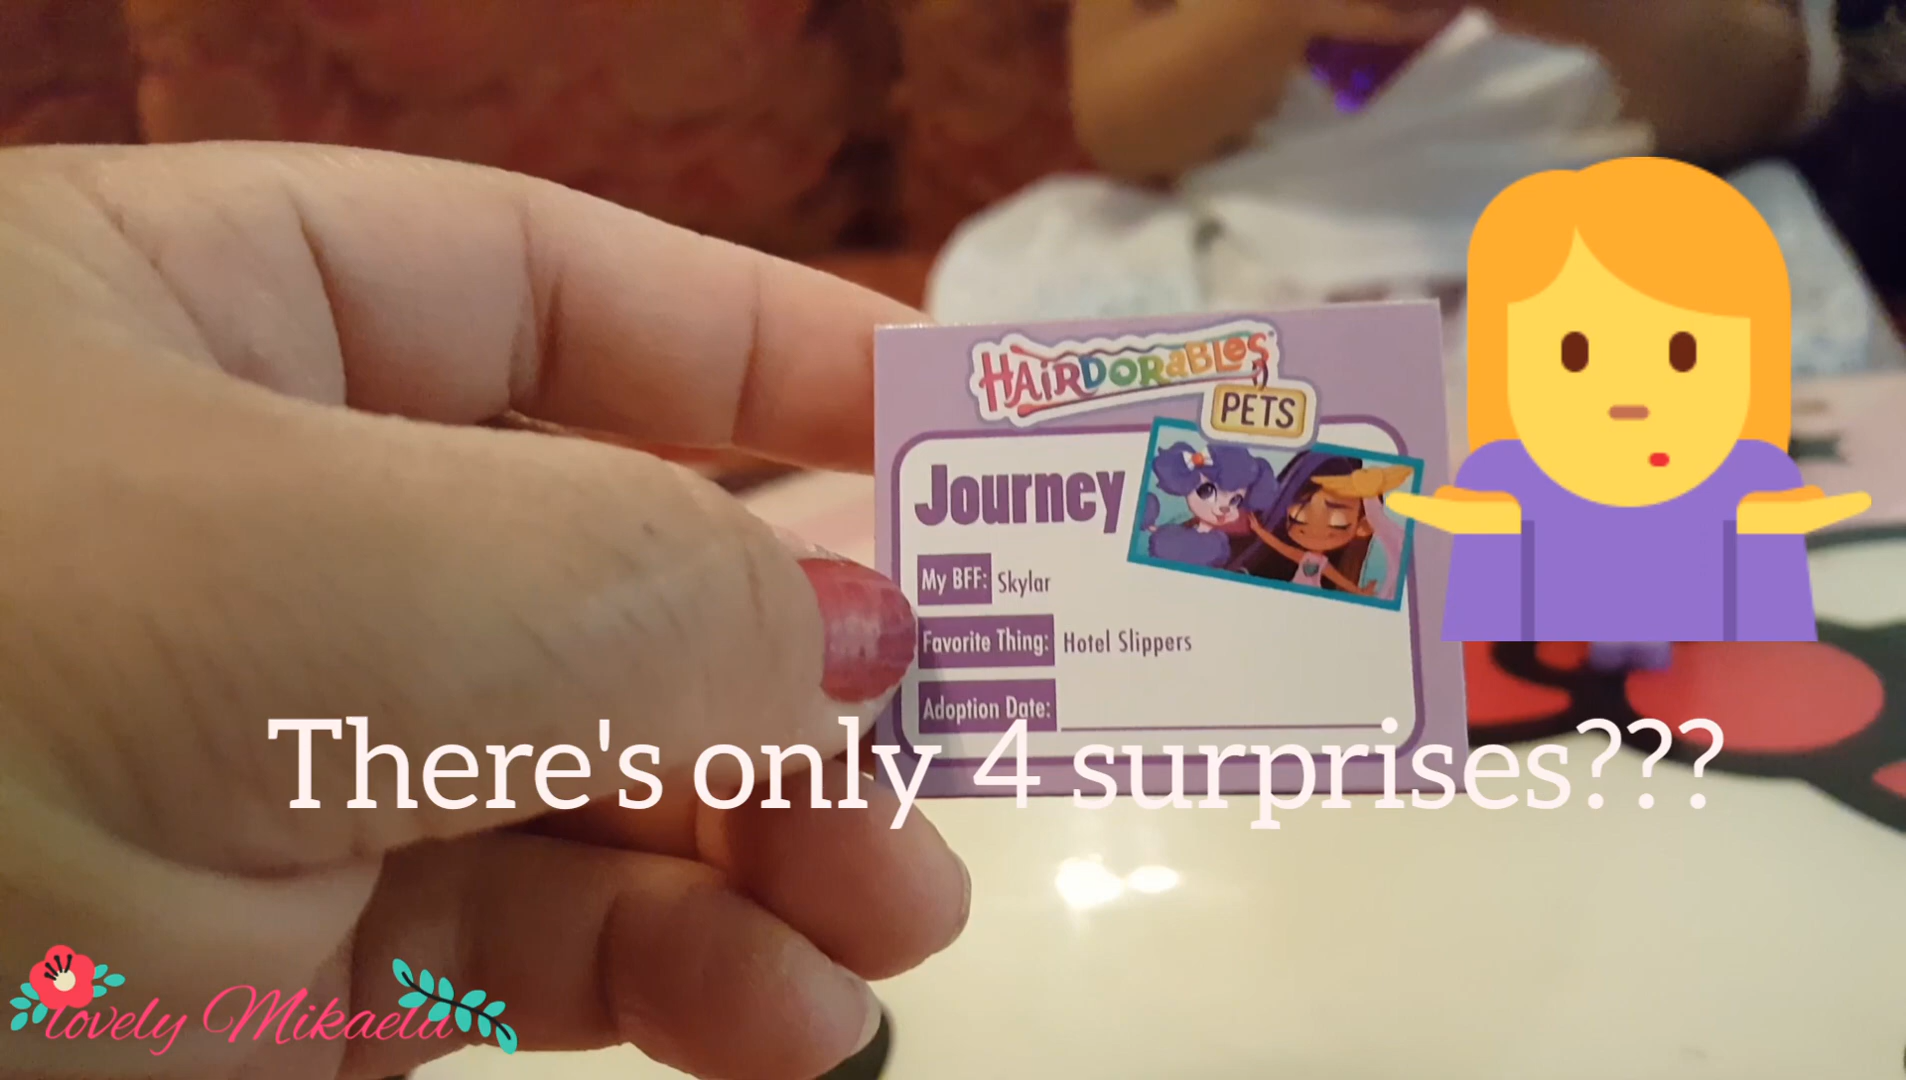 HAiRDORaBLes
PETS
Journey
My BFF: Skylar
Favorite Thing: Hotel Slippers
Adoption Date:
There's only 4 surprises???
lovely Mikaela